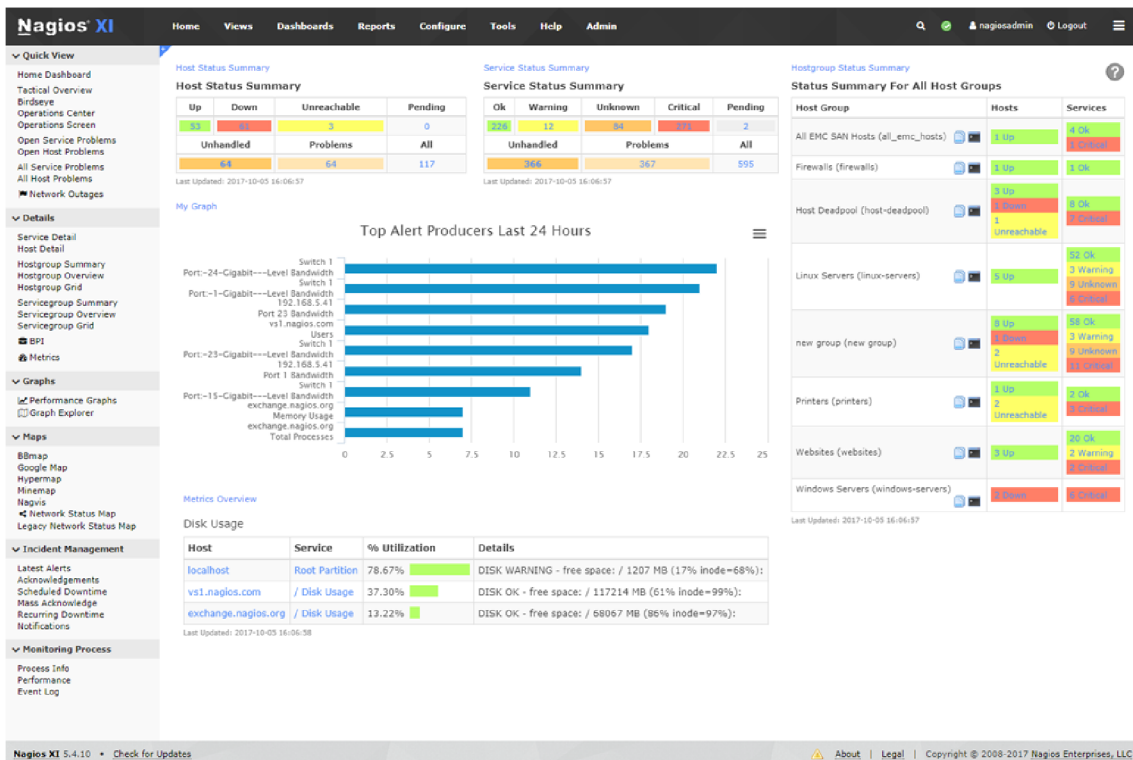 Nagios® XI
Home Views Dashboards Reports Configure Tools Help Admin
nagiosadmin Logout
Quick View
Home Dashboard
Tactical Overview
Birdseye
Operations Center
Operations Screen
Open Service Problems
Open Host Problems
All Service Problems
All Host Problems
Network Outages
Details
Service Detail
Host Detail
Hostgroup Summary
Hostgroup Overview
Hostgroup Grid
Servicegroup Summary
Servicegroup Overview
Servicegroup Grid
BPI
Metrics
Graphs
Performance Graphs
Graph Explorer
Maps
BBmap
Google Map
Hypermap
Minemap
Nagvis
Network Status Map
Legacy Network Status Map
Incident Management
Latest Alerts
Acknowledgements
Scheduled Downtime
Mass Acknowledge
Recurring Downtime
Notifications
Monitoring Process
Process Info
Performance
Event Log
Host Status Summary
Host Status Summary
Up Down Unreachable Pending
53 61 3 0
Unhandled Problems All
64 64 117
Last Updated: 2017-10-05 16:06:57
Service Status Summary
Service Status Summary
Ok Warning Unknown Critical Pending
226 12 84 271 2
Unhandled Problems All
366 367 595
Last Updated: 2017-10-05 16:06:57
My Graph
Top Alert Producers Last 24 Hours
Switch 1
Port:-24-Gigabit---Level Bandwidth
Switch 1
Port:-1-Gigabit---Level Bandwidth
192.168.5.41
Port 23 Bandwidth
vs1.nagios.com
Users
Switch 1
Port:-23-Gigabit---Level Bandwidth
192.168.5.41
Port 1 Bandwidth
Switch 1
Port:-15-Gigabit---Level Bandwidth
exchange.nagios.org
Memory Usage
exchange.nagios.org
Total Processes
0 2.5 5 7.5 10 12.5 15 17.5 20 22.5 25
Metrics Overview
Disk Usage
Host Service % Utilization Details
localhost Root Partition 78.67% DISK WARNING - free space: / 1207 MB (17% inode=68%):
vs1.nagios.com / Disk Usage 37.30% DISK OK - free space: / 117214 MB (61% inode=99%):
exchange.nagios.org / Disk Usage 13.22% DISK OK - free space: / 68067 MB (86% inode=97%):
Last Updated: 2017-10-05 16:06:58
Hostgroup Status Summary
?
Status Summary For All Host Groups
Host Group Hosts Services
All EMC SAN Hosts (all_emc_hosts) 1 Up 4 Ok
1 Critical
Firewalls (firewalls) 1 Up 1 Ok
Host Deadpool (host-deadpool) 3 Up 8 Ok
1 Down 7 Critical
1
Unreachable
Linux Servers (linux-servers) 5 Up 52 Ok
3 Warning
9 Unknown
6 Critical
new group (new group) 8 Up 58 Ok
1 Down 3 Warning
2 9 Unknown
Unreachable 11 Critical
Printers (printers) 1 Up 2 Ok
2 Critical
Unreachable
Websites (websites) 3 Up 20 Ok
2 Warning
2 Critical
Windows Servers (windows-servers) 2 Down 6 Critical
Last Updated: 2017-10-05 16:06:57
Nagios XI 5.4.10 • Check for Updates
About | Legal | Copyright © 2008-2017 Nagios Enterprises, LLC